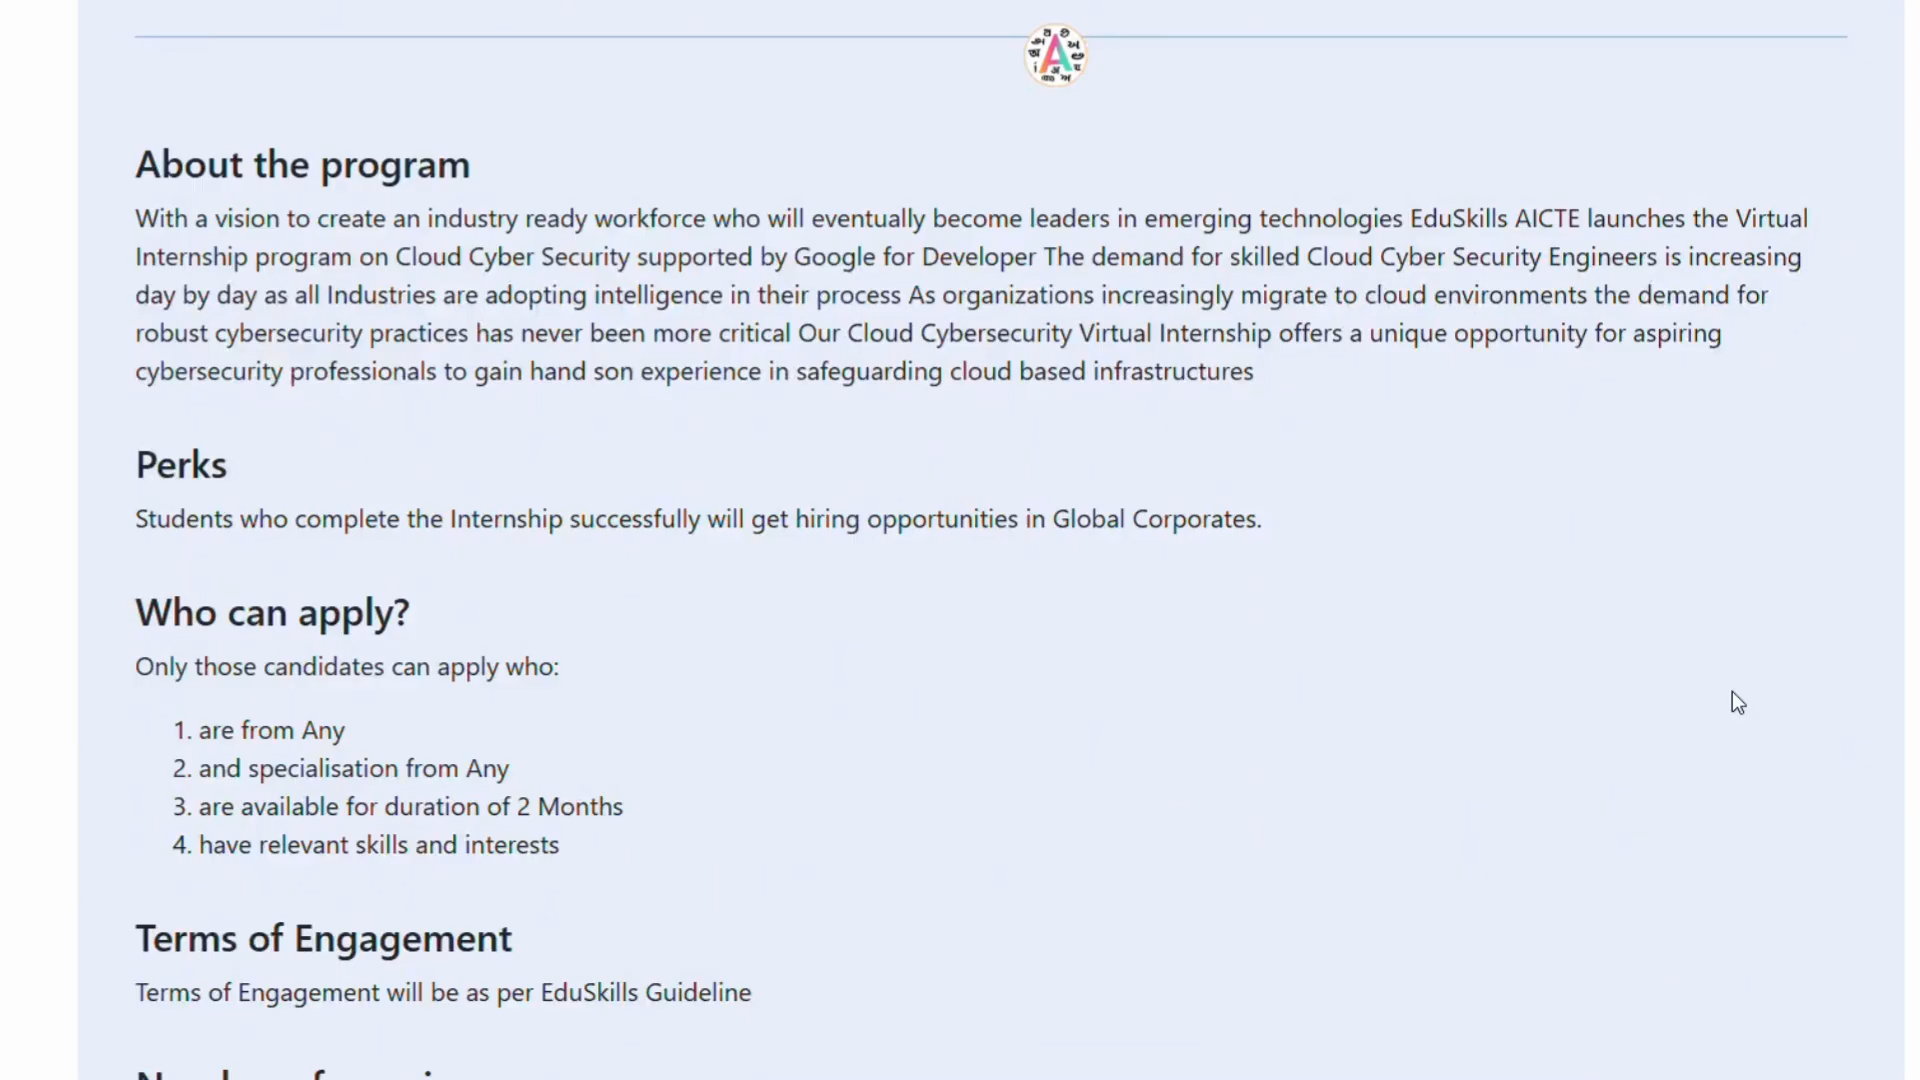 About the program
With a vision to create an industry ready workforce who will eventually become leaders in emerging technologies EduSkills AICTE launches the Virtual
Internship program on Cloud Cyber Security supported by Google for Developer The demand for skilled Cloud Cyber Security Engineers is increasing
day by day as all Industries are adopting intelligence in their process As organizations increasingly migrate to cloud environments the demand for
robust cybersecurity practices has never been more critical Our Cloud Cybersecurity Virtual Internship offers a unique opportunity for aspiring
cybersecurity professionals to gain hand son experience in safeguarding cloud based infrastructures
Perks
Students who complete the Internship successfully will get hiring opportunities in Global Corporates.
Who can apply?
Only those candidates can apply who:
1. are from Any
2. and specialisation from Any
3. are available for duration of 2 Months
4. have relevant skills and interests
Terms of Engagement
Terms of Engagement will be as per EduSkills Guideline